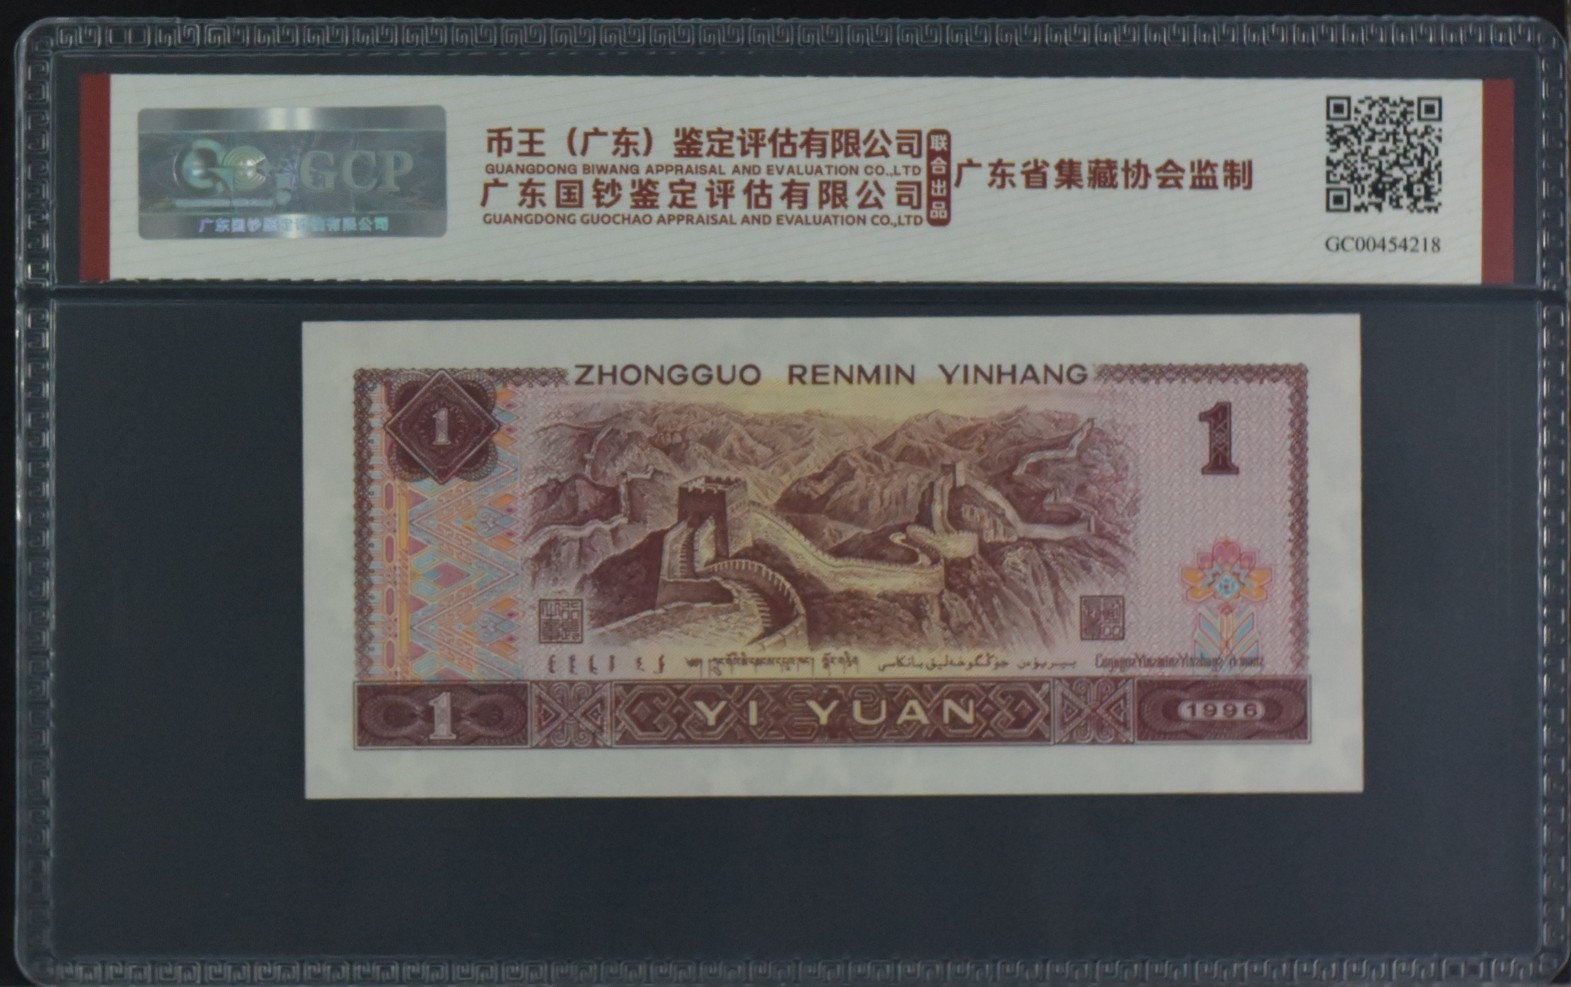 GCP
广东国钞鉴定评估有限公司
币王（广东）鉴定评估有限公司
GUANGDONG BIWANG APPRAISAL AND EVALUATION CO.,LTD
广东国钞鉴定评估有限公司
GUANGDONG GUOCHAO APPRAISAL AND EVALUATION CO.,LTD
联合出品
广东省集藏协会监制
GC00454218
ZHONGGUO RENMIN YINHANG
1
1
1
YI YUAN
1996